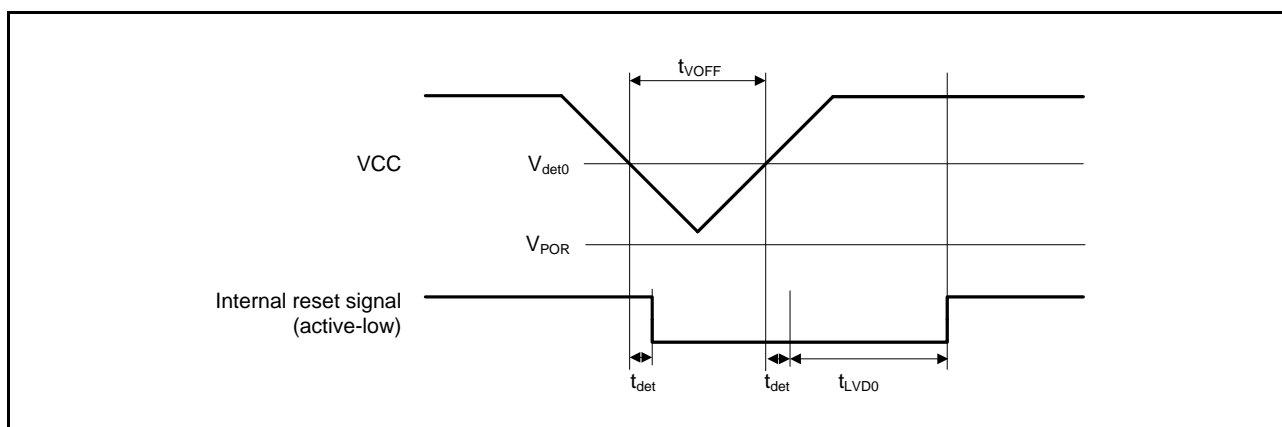 tVOFF
VCC
Vdet0
VPOR
Internal reset signal
(active-low)
tdet
tdet
tLVD0